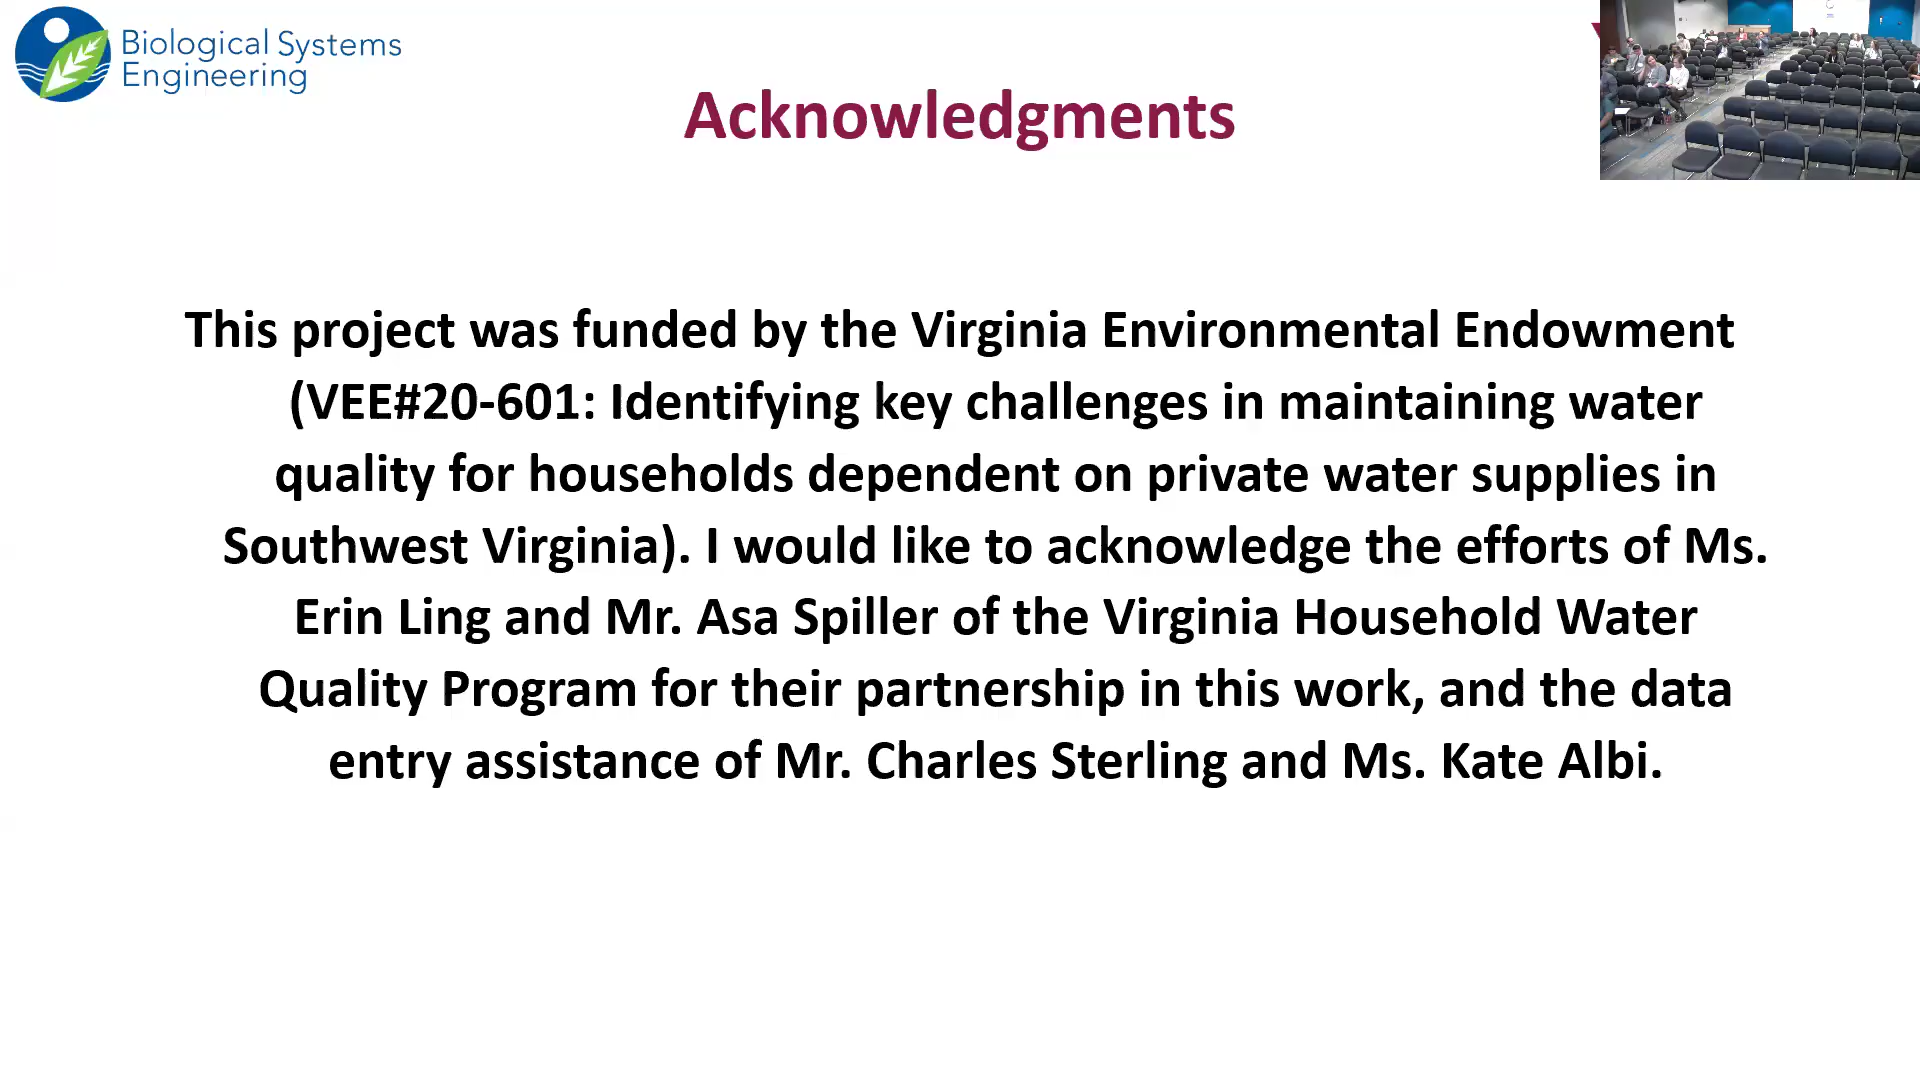 Biological Systems
Engineering
Acknowledgments
This project was funded by the Virginia Environmental Endowment
(VEE#20-601: Identifying key challenges in maintaining water
quality for households dependent on private water supplies in
Southwest Virginia). I would like to acknowledge the efforts of Ms.
Erin Ling and Mr. Asa Spiller of the Virginia Household Water
Quality Program for their partnership in this work, and the data
entry assistance of Mr. Charles Sterling and Ms. Kate Albi.